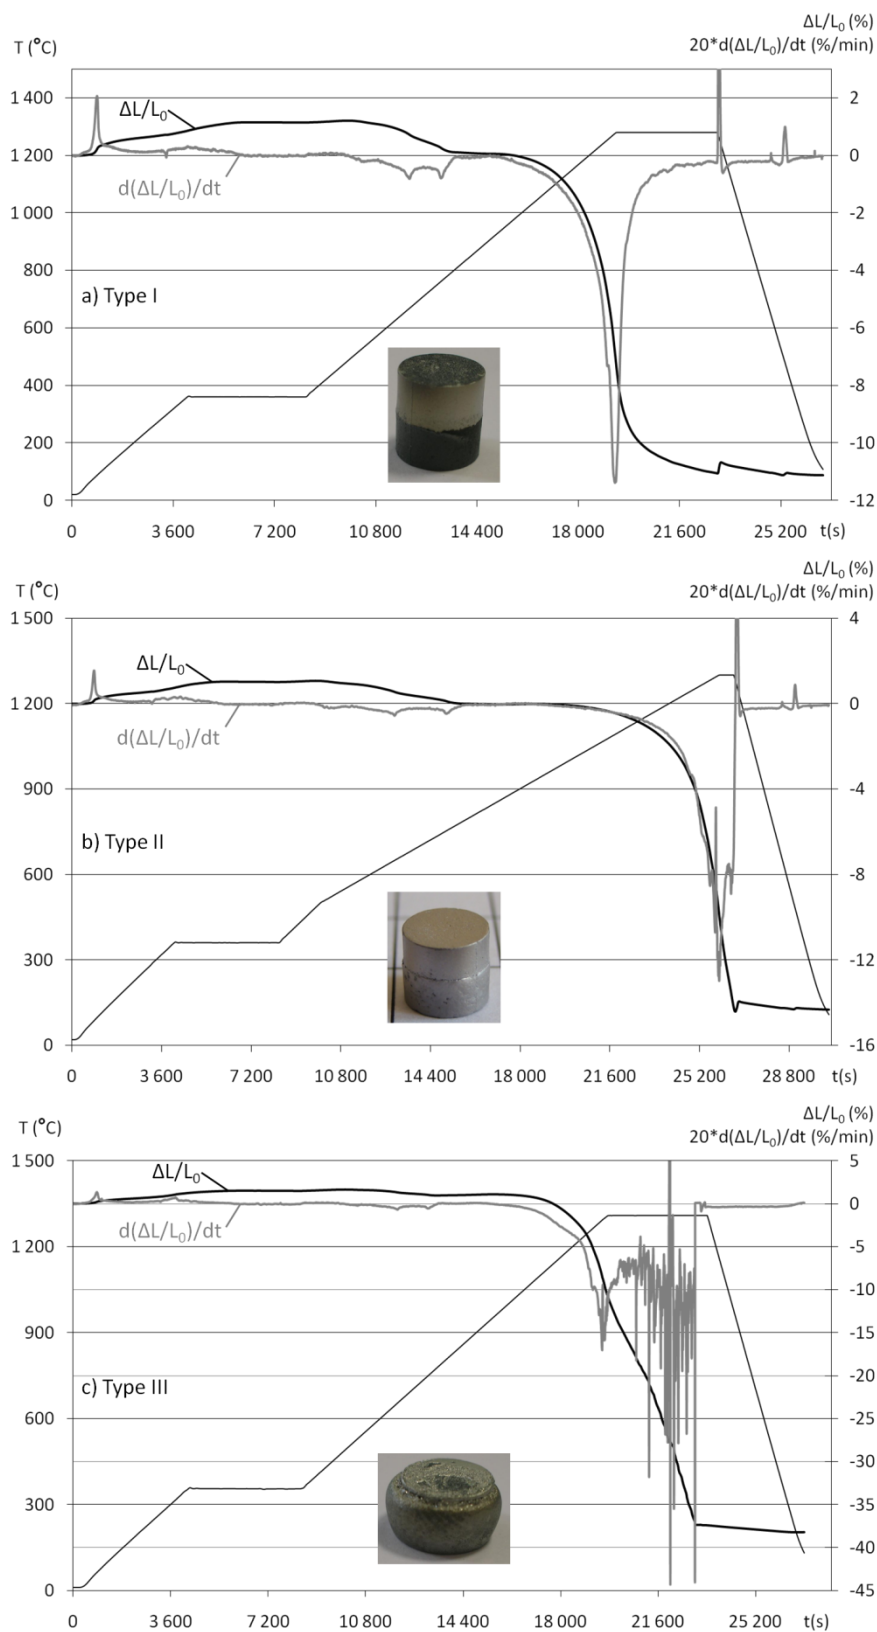 ΔL/L₀ (%)
T (°C) 20*d(ΔL/L₀)/dt (%/min)
1 400 2
ΔL/L₀
1 200 0
d(ΔL/L₀)/dt
1 000 -2
800 -4
a) Type I
600 -6
400 -8
200 -10
0 -12
0 3 600 7 200 10 800 14 400 18 000 21 600 25 200 t(s)
ΔL/L₀ (%)
T (°C) 20*d(ΔL/L₀)/dt (%/min)
1 500 4
ΔL/L₀
1 200 0
d(ΔL/L₀)/dt
900 -4
b) Type II
600 -8
300 -12
0 -16
0 3 600 7 200 10 800 14 400 18 000 21 600 25 200 28 800 t(s)
ΔL/L₀ (%)
T (°C) 20*d(ΔL/L₀)/dt (%/min)
1 500 5
ΔL/L₀
0
d(ΔL/L₀)/dt
1 200 -5
-10
900 -15
-20
c) Type III
600 -25
-30
300 -35
-40
0 -45
0 3 600 7 200 10 800 14 400 18 000 21 600 25 200 t(s)